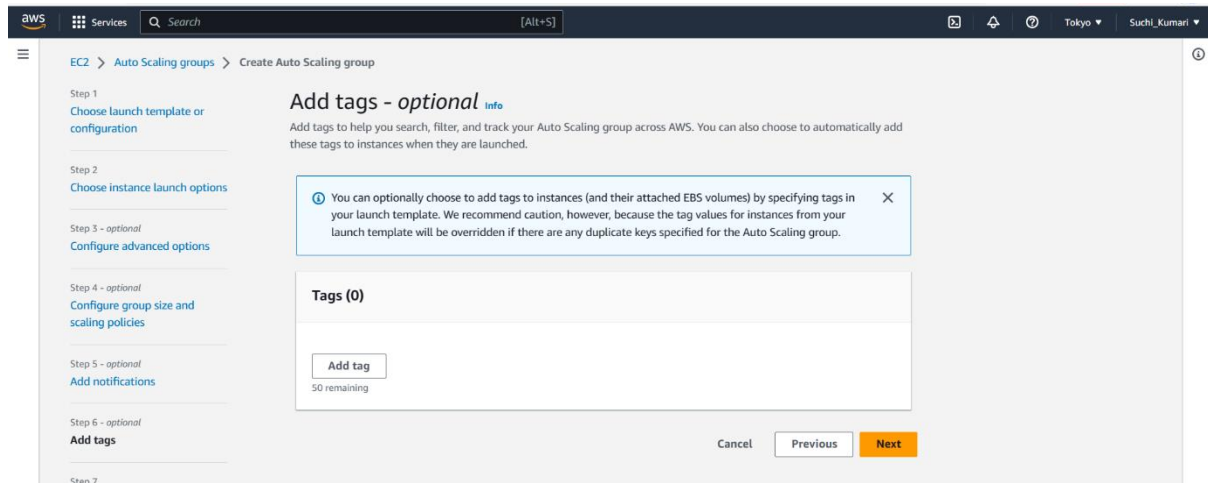 aws
Services
Search
[Alt+S]
Tokyo ▼
Suchi_Kumari ▼
EC2 > Auto Scaling groups > Create Auto Scaling group
Step 1
Choose launch template or
configuration
Step 2
Choose instance launch options
Step 3 - optional
Configure advanced options
Step 4 - optional
Configure group size and
scaling policies
Step 5 - optional
Add notifications
Step 6 - optional
Add tags
Step 7
Add tags - optional Info
Add tags to help you search, filter, and track your Auto Scaling group across AWS. You can also choose to automatically add
these tags to instances when they are launched.
You can optionally choose to add tags to instances (and their attached EBS volumes) by specifying tags in
your launch template. We recommend caution, however, because the tag values for instances from your
launch template will be overridden if there are any duplicate keys specified for the Auto Scaling group.
Tags (0)
Add tag
50 remaining
Cancel
Previous
Next